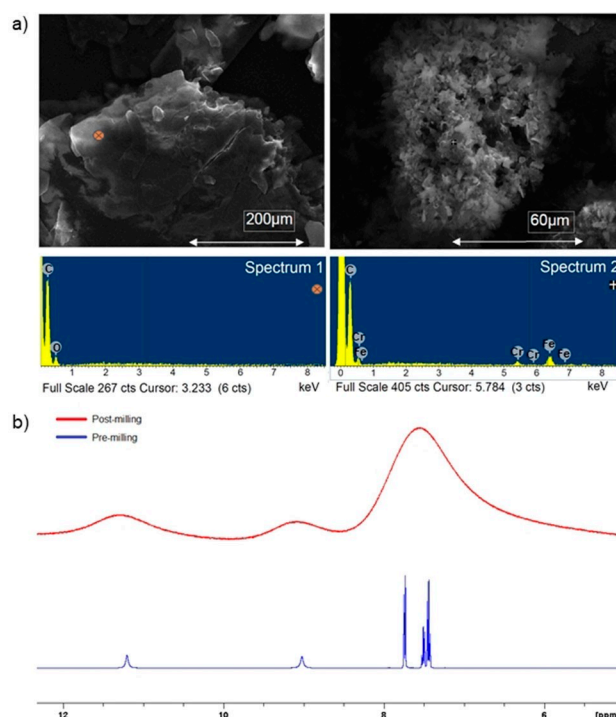 a)
200µm
60µm
Spectrum 1
Spectrum 2
C
O
C
Cr
Fe
Cr
Cr
Fe
Fe
0 1 2 3 4 5 6 7 8
0 1 2 3 4 5 6 7 8
Full Scale 267 cts Cursor: 3.233 (6 cts) keV
Full Scale 405 cts Cursor: 5.784 (3 cts) keV
b)
Post-milling
Pre-milling
12 10 8 6 [ppm]